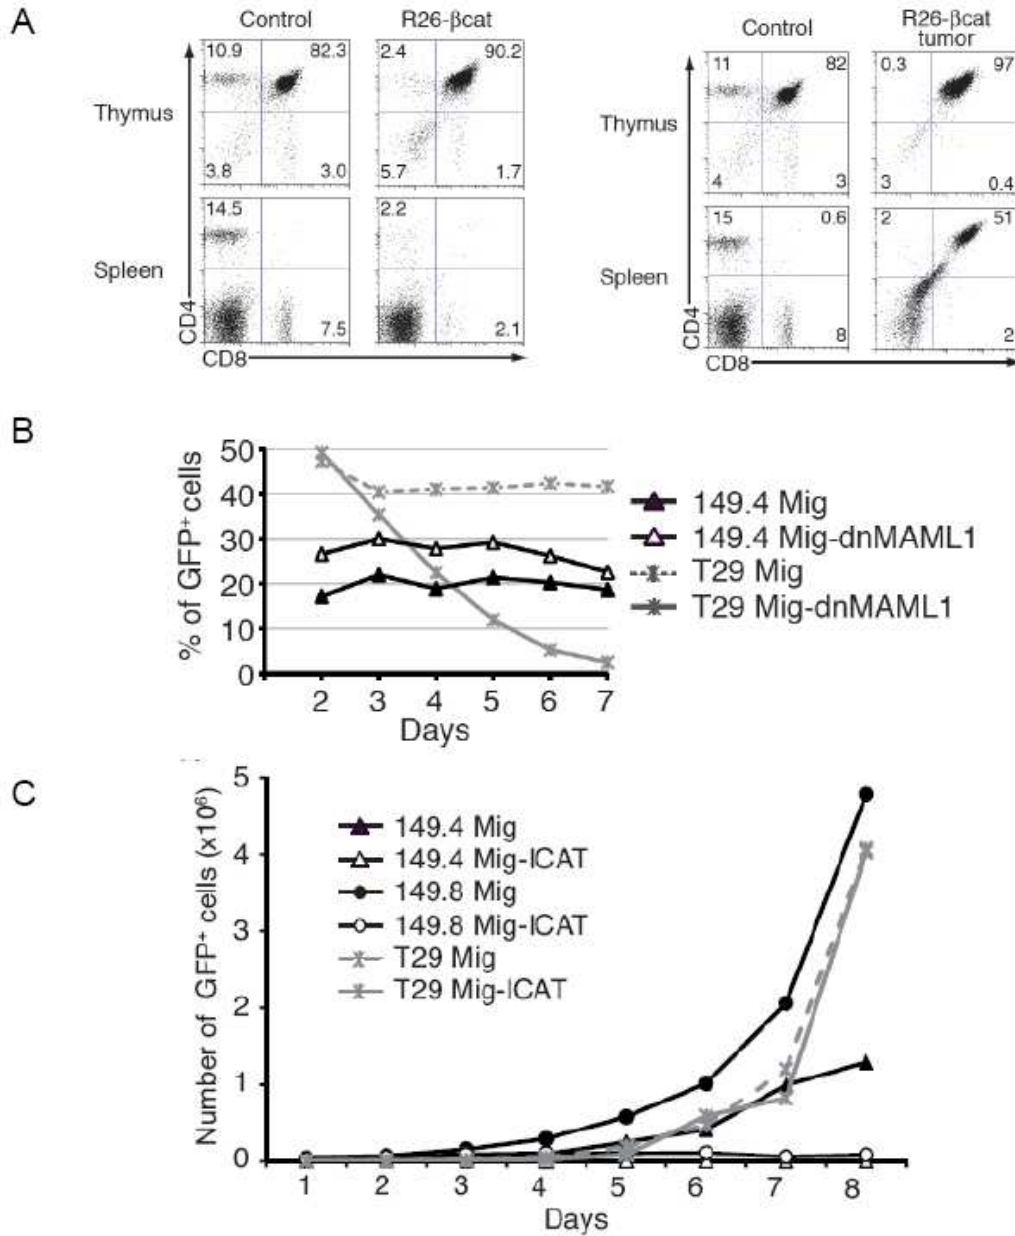 A
Control
R26-βcat
Thymus
10.9 82.3
3.8 3.0
2.4 90.2
5.7 1.7
Spleen
14.5
7.5
2.2
2.1
CD4
CD8
Control
R26-βcat
tumor
Thymus
11 82
4 3
0.3 97
3 0.4
Spleen
15 0.6
8
2 51
2
CD4
CD8
B
% of GFP+ cells
50
40
30
20
10
0
2 3 4 5 6 7
Days
149.4 Mig
149.4 Mig-dnMAML1
T29 Mig
T29 Mig-dnMAML1
C
Number of GFP+ cells (x10⁶)
5
4
3
2
1
0
1 2 3 4 5 6 7 8
Days
149.4 Mig
149.4 Mig-ICAT
149.8 Mig
149.8 Mig-ICAT
T29 Mig
T29 Mig-ICAT